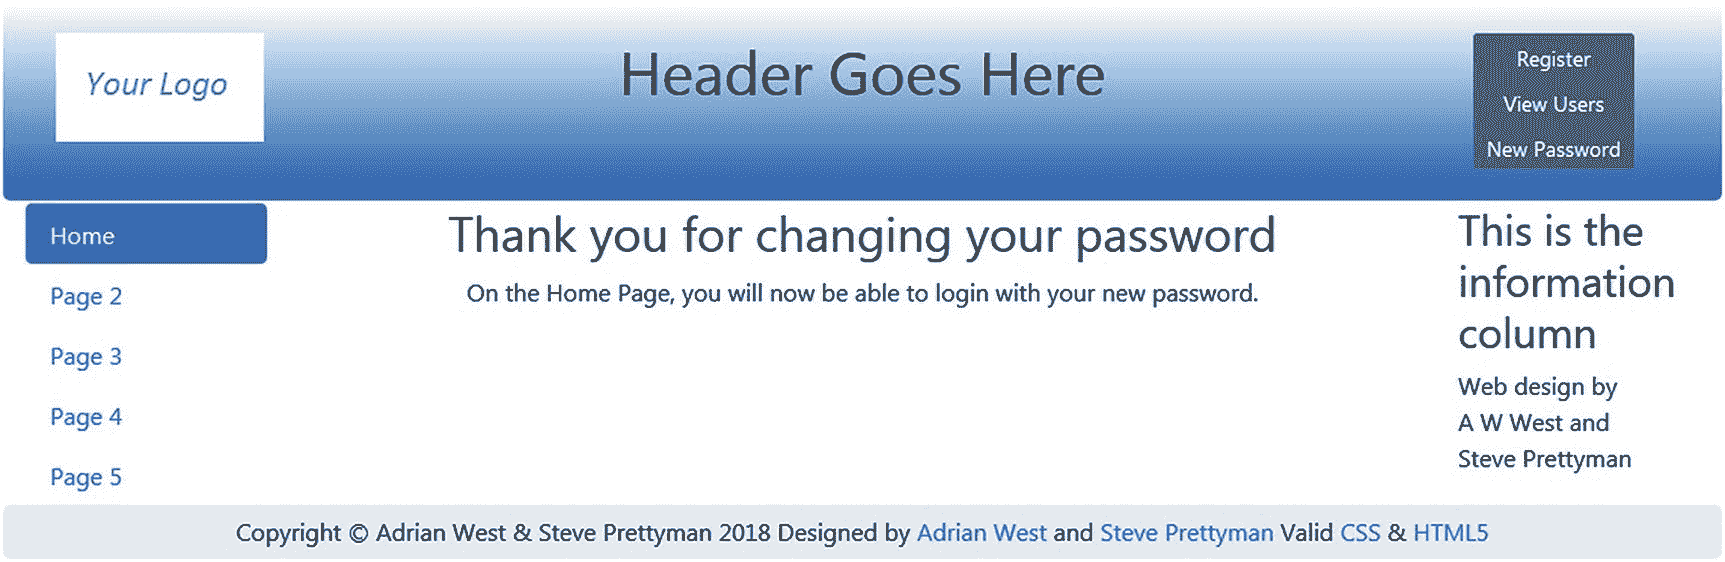 Your Logo
Header Goes Here
Register
View Users
New Password
Home
Page 2
Page 3
Page 4
Page 5
Thank you for changing your password
On the Home Page, you will now be able to login with your new password.
This is the
information
column
Web design by
A W West and
Steve Prettyman
Copyright © Adrian West & Steve Prettyman 2018 Designed by Adrian West and Steve Prettyman Valid CSS & HTML5